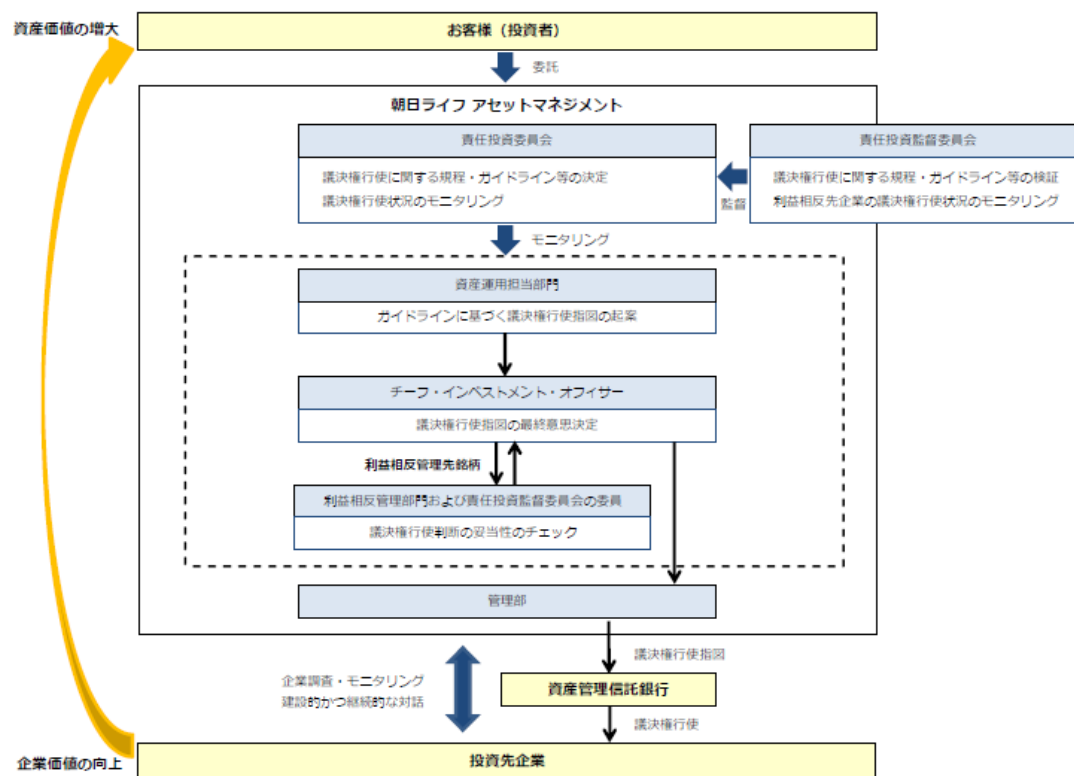 資産価値の増大
お客様（投資者）
委託
朝日ライフ アセットマネジメント
責任投資委員会
議決権行使に関する規程・ガイドライン等の決定
議決権行使状況のモニタリング
責任投資監督委員会
議決権行使に関する規程・ガイドライン等の検証
利益相反先企業の議決権行使状況のモニタリング
監督
モニタリング
資産運用担当部門
ガイドラインに基づく議決権行使指図の起案
チーフ・インベストメント・オフィサー
議決権行使指図の最終意思決定
利益相反管理先銘柄
利益相反管理部門および責任投資監督委員会の委員
議決権行使判断の妥当性のチェック
管理部
議決権行使指図
企業調査・モニタリング
建設的かつ継続的な対話
資産管理信託銀行
議決権行使
投資先企業
企業価値の向上